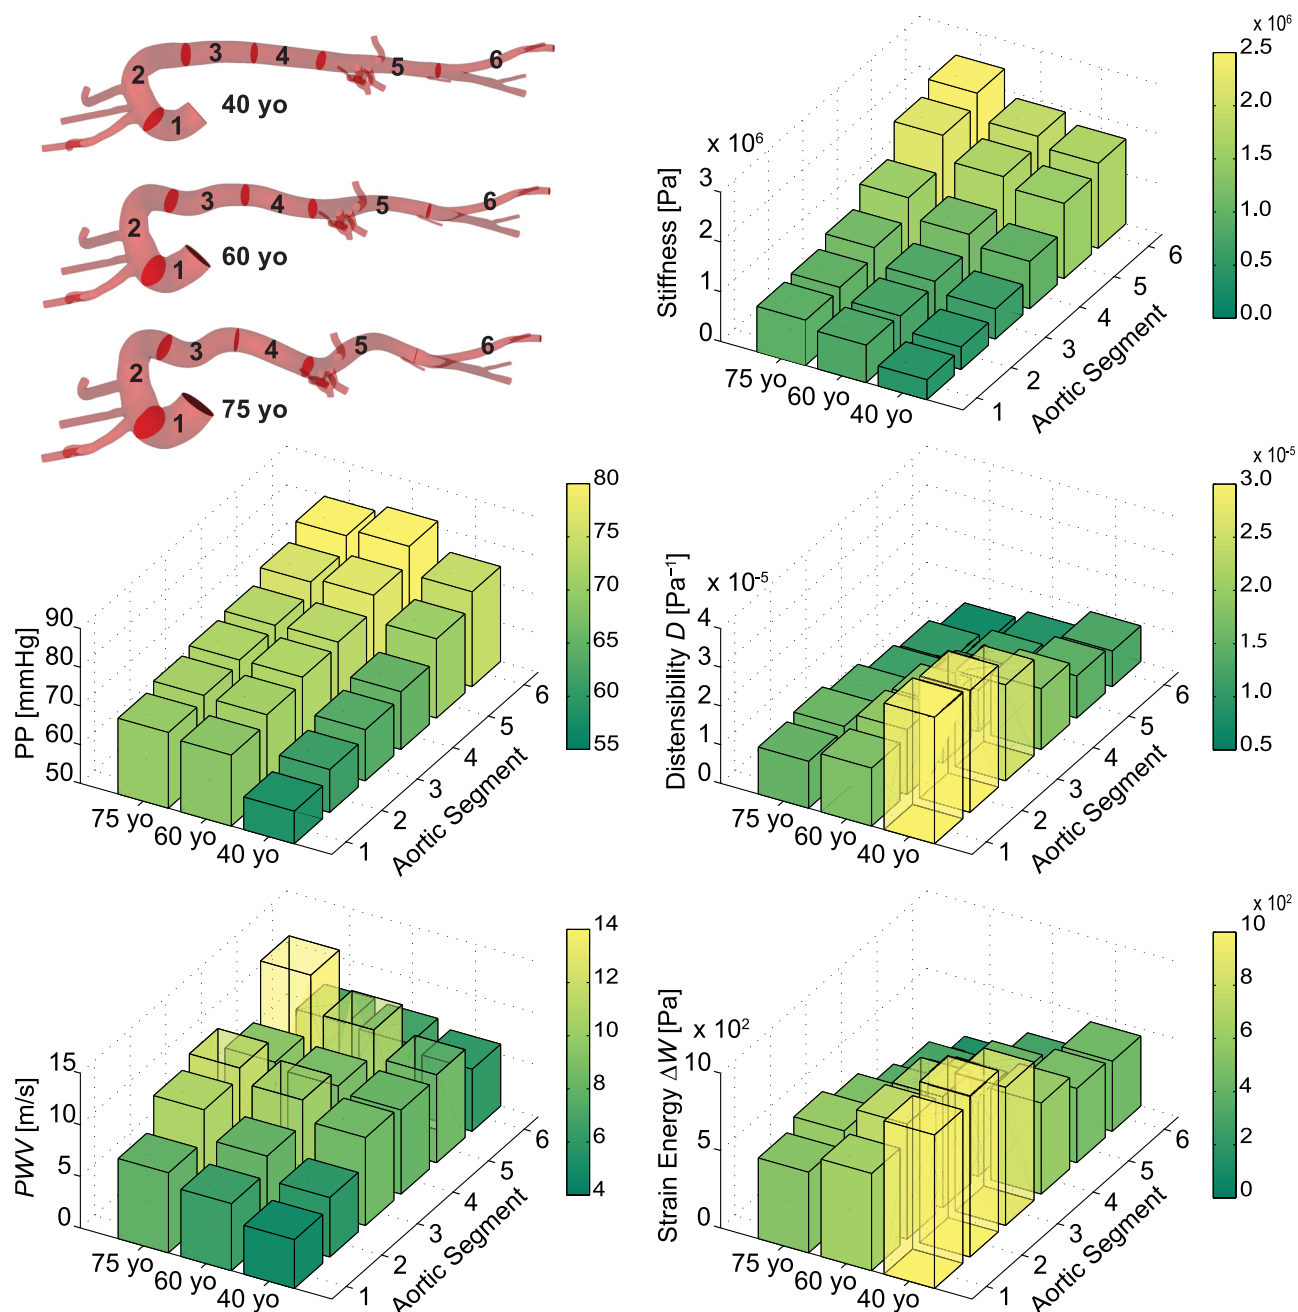 3
4
6
2
5
40 yo
1
3
4
5
6
2
60 yo
1
5
6
3
4
2
75 yo
1
x 10⁶
2.5
2.0
1.5
1.0
0.5
0.0
x 10⁶
3
2
1
0
Stiffness [Pa]
75 yo
60 yo
40 yo
1
2
3
4
5
6
Aortic Segment
80
75
70
65
60
55
90
80
70
60
50
PP [mmHg]
75 yo
60 yo
40 yo
1
2
3
4
5
6
Aortic Segment
x 10⁻⁵
3.0
2.5
2.0
1.5
1.0
0.5
x 10⁻⁵
4
3
2
1
0
Distensibility D [Pa⁻¹]
75 yo
60 yo
40 yo
1
2
3
4
5
6
Aortic Segment
14
12
10
8
6
4
15
10
5
0
PWV [m/s]
75 yo
60 yo
40 yo
1
2
3
4
5
6
Aortic Segment
x 10²
10
8
6
4
2
0
x 10²
10
5
0
Strain Energy ΔW [Pa]
75 yo
60 yo
40 yo
1
2
3
4
5
6
Aortic Segment